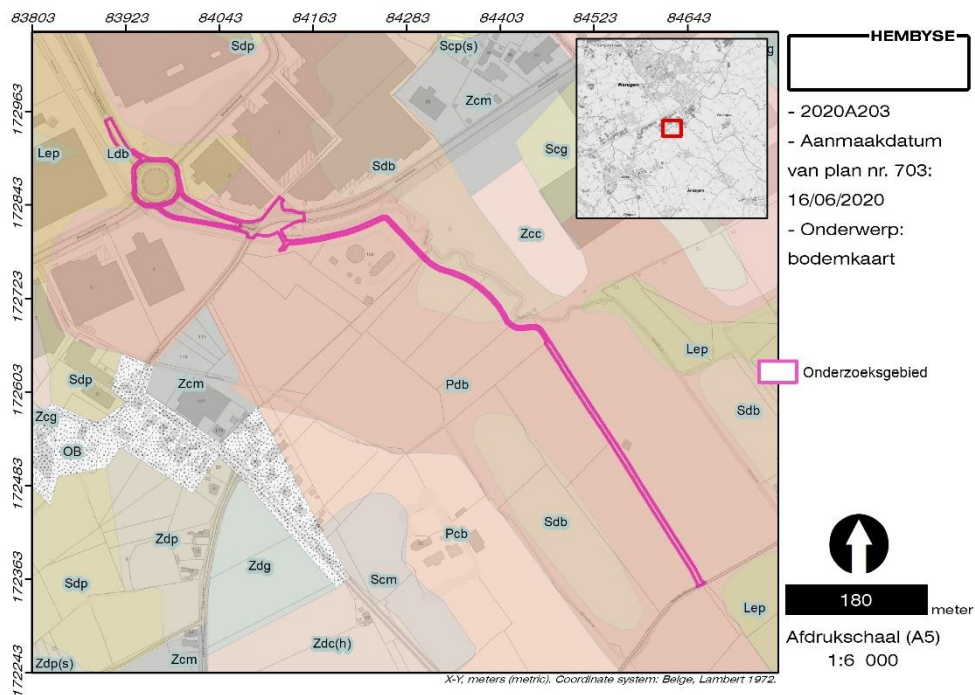 83803 83923 84043 84163 84283 84403 84523 84643
172963
172843
172723
172603
172483
172363
172243
Sdp
Scp(s)
Zcm
Lep
Ldb
Sdb
Scg
Zcc
Lep
Sdp
Zcm
Pdb
Sdb
Zcg
OB
Zdp
Sdb
Pcb
Zdg
Sdp
Scm
Lep
Zdc(h)
Zdp(s)
Zcm
X-Y, meters (metric). Coordinate system: Belge, Lambert 1972.
HEMBYSE
- 2020A203
- Aanmaakdatum
van plan nr. 703:
16/06/2020
- Onderwerp:
bodemkaart
Onderzoeksgebied
180 meter
Afdrukschaal (A5)
1:6 000